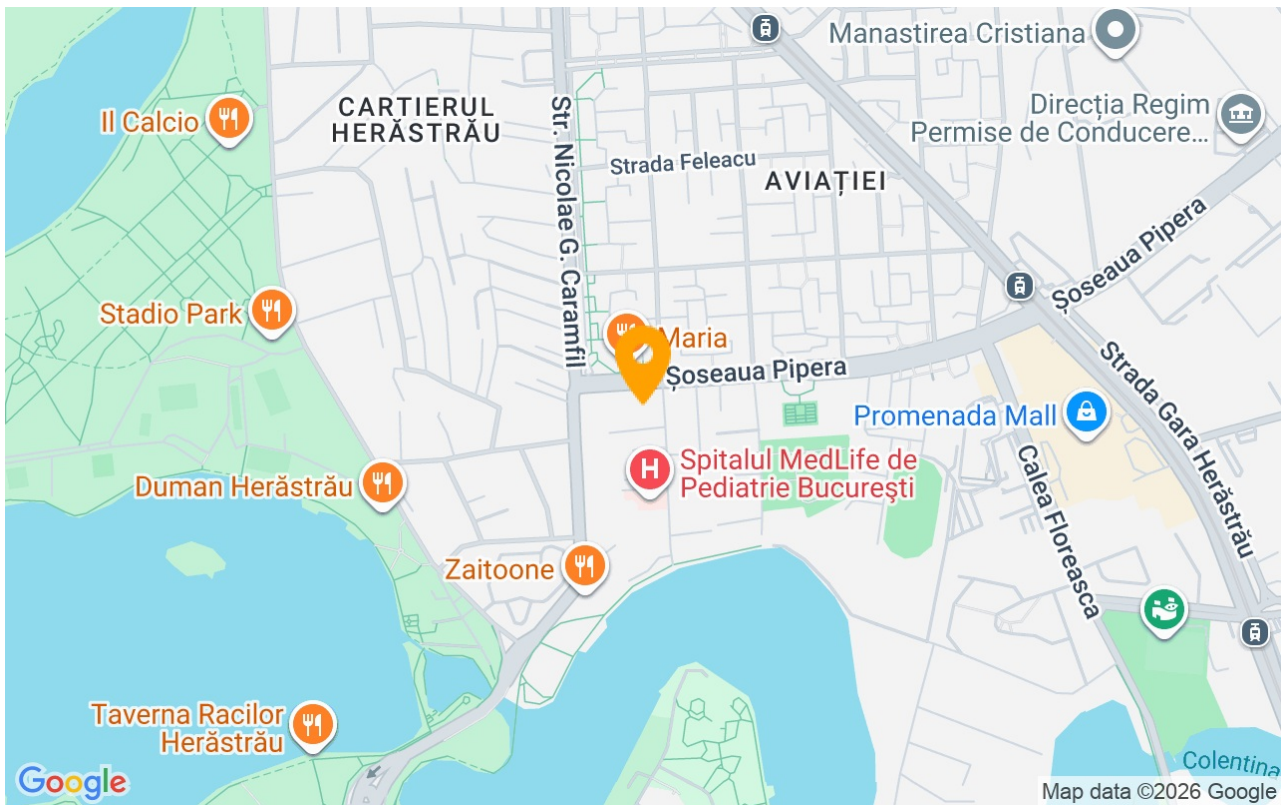 Manastirea Cristiana
Il Calcio
CARTIERUL
HERĂSTRĂU
Direcția Regim
Permise de Conducere...
Str. Nicolae G. Caramfil
Strada Feleacu
AVIAȚIEI
Șoseaua Pipera
Stadio Park
Maria
Șoseaua Pipera
Strada Gara Herăstrău
Promenada Mall
Calea Floreasca
H
Spitalul MedLife de
Pediatrie Bucureşti
Duman Herăstrău
Zaitoone
Taverna Racilor
Herăstrău
Colentina
Google
Map data ©2026 Google